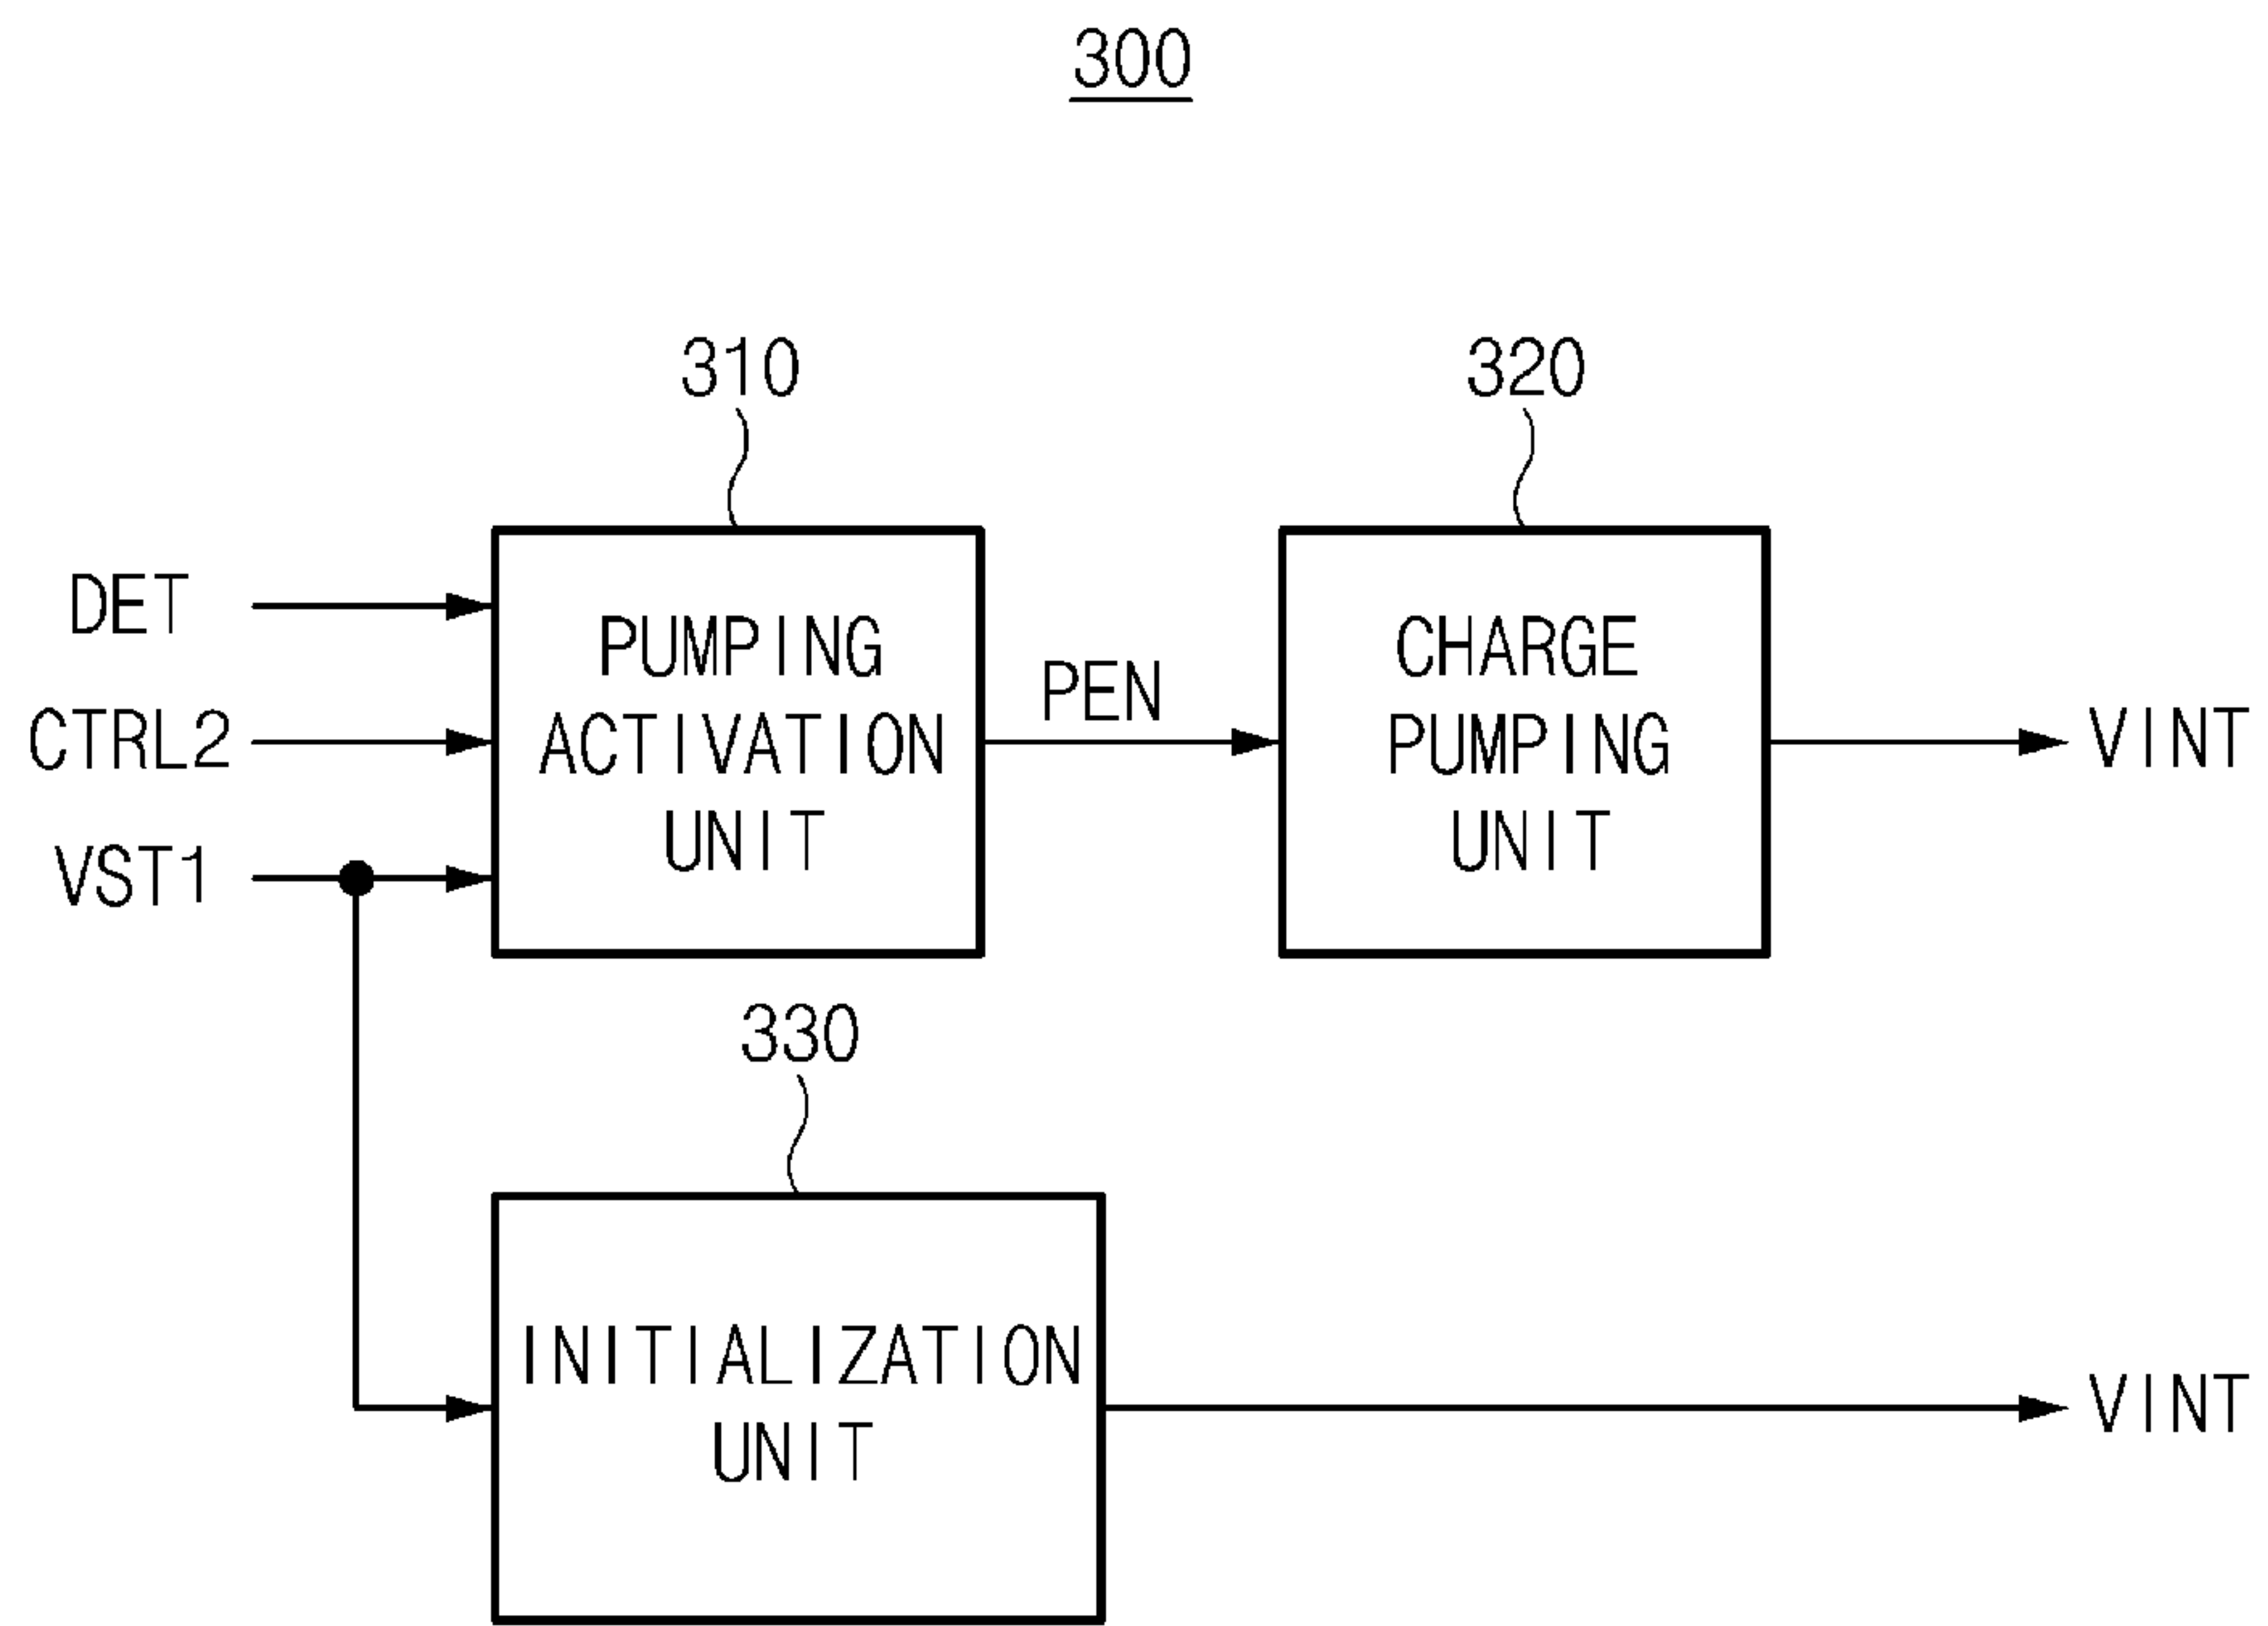 300
310
320
DET
CTRL2
VST1
PUMPING
ACTIVATION
UNIT
PEN
CHARGE
PUMPING
UNIT
VINT
330
INITIALIZATION
UNIT
VINT